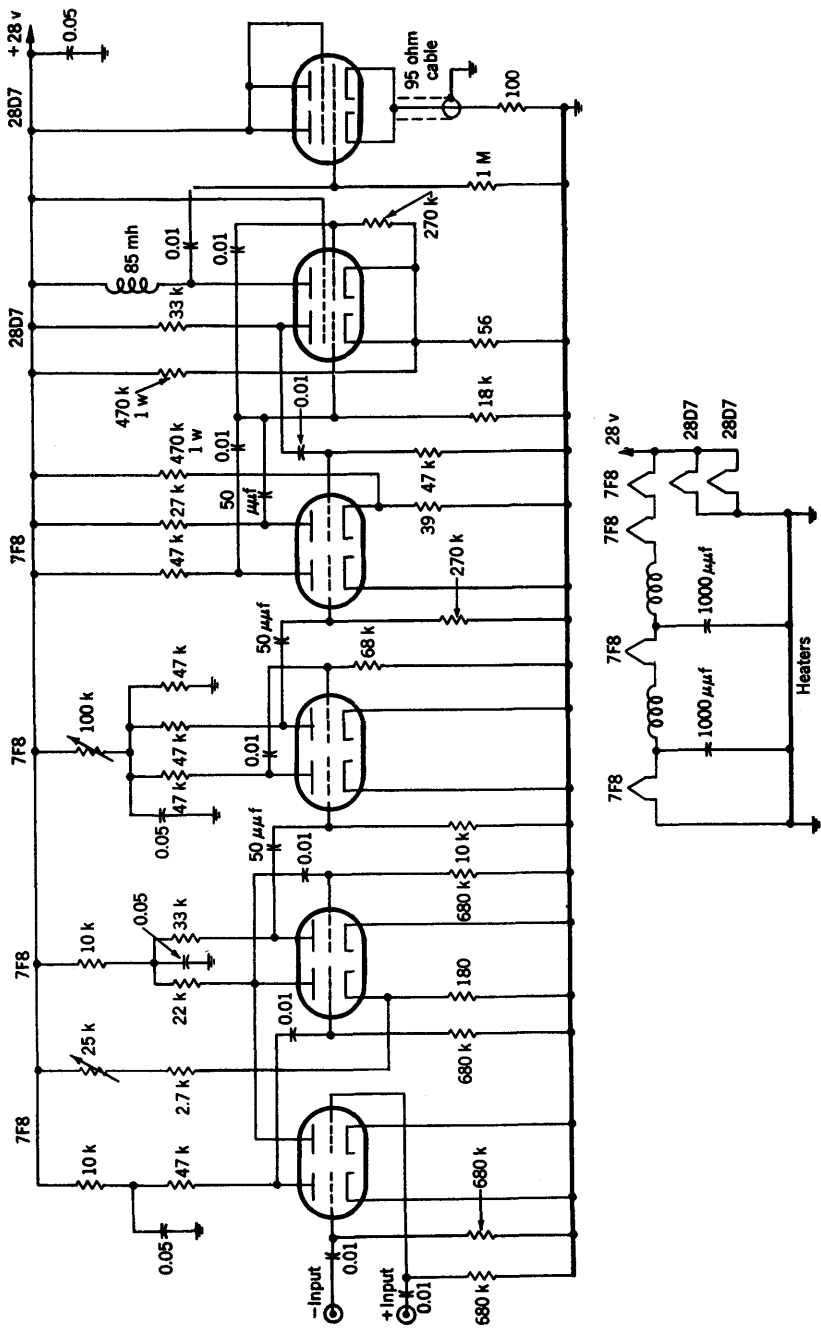 7F8
7F8
7F8
7F8
28D7
28D7
+ 28 v
0.05
10 k
47 k
0.05
25 k
2.7 k
10 k
22 k
0.05
33 k
100 k
47 k
47 k
47 k
0.05
47 k
27 k
470 k
1 w
470 k
1 w
33 k
85 mh
0.01
0.01
0.01
50 μμf
0.01
50 μμf
0.01
50
μμf
0.01
0.01
0.01
95 ohm
cable
−Input
0.01
+Input
0.01
680 k
680 k
680 k
180
680 k
10 k
68 k
270 k
39
47 k
18 k
56
270 k
1 M
100
7F8
7F8
7F8
7F8
28 v
28D7
28D7
1000 μμf
1000 μμf
Heaters